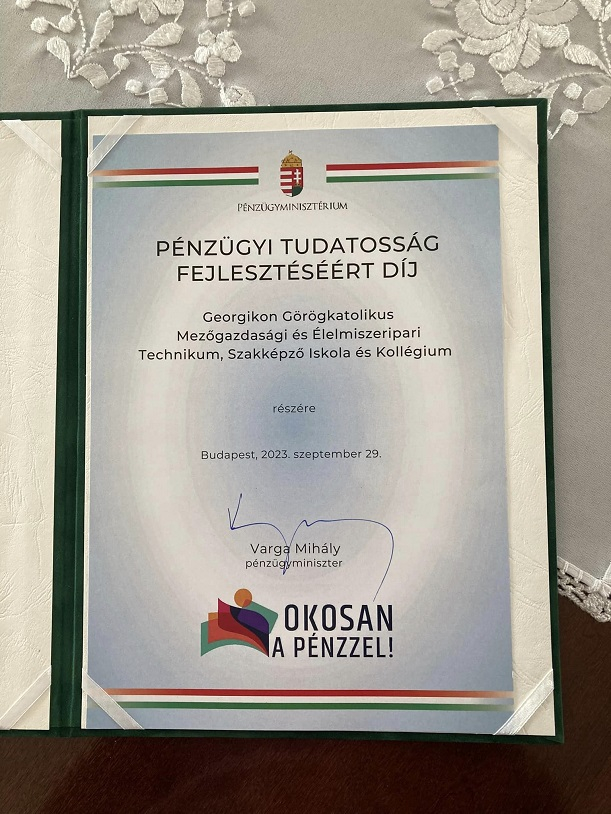 PÉNZÜGYMINISZTÉRIUM
PÉNZÜGYI TUDATOSSÁG
FEJLESZTÉSÉÉRT DÍJ
Georgikon Görögkatolikus
Mezőgazdasági és Élelmiszeripari
Technikum, Szakképző Iskola és Kollégium
részére
Budapest, 2023. szeptember 29.
Varga Mihály
pénzügyminiszter
OKOSAN
A PÉNZZEL!